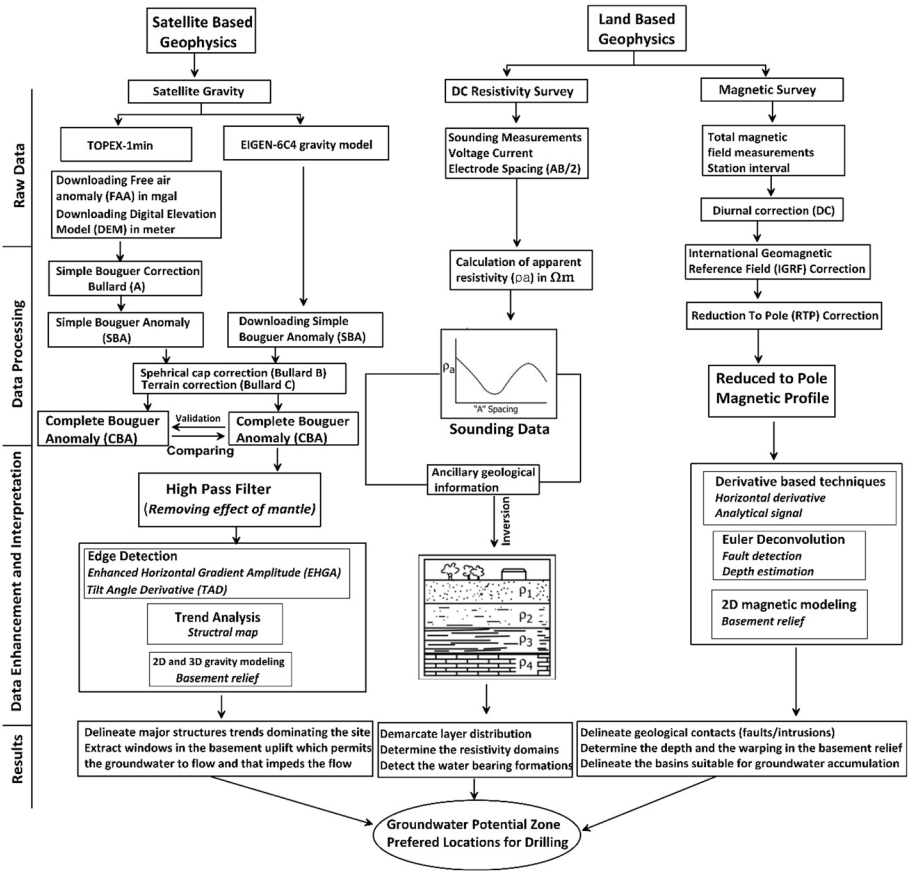 Satellite Based
Geophysics
Land Based
Geophysics
Raw Data
Data Processing
Data Enhancement and Interpretation
Results
Satellite Gravity
TOPEX-1min
EIGEN-6C4 gravity model
Downloading Free air
anomaly (FAA) in mgal
Downloading Digital Elevation
Model (DEM) in meter
Simple Bouguer Correction
Bullard (A)
Simple Bouguer Anomaly
(SBA)
Downloading Simple
Bouguer Anomaly (SBA)
Spehrical cap correction (Bullard B)
Terrain correction (Bullard C)
Complete Bouguer
Anomaly (CBA)
Validation
Comparing
Complete Bouguer
Anomaly (CBA)
High Pass Filter
(Removing effect of mantle)
Edge Detection
Enhanced Horizontal Gradient Amplitude (EHGA)
Tilt Angle Derivative (TAD)
Trend Analysis
Structral map
2D and 3D gravity modeling
Basement relief
Delineate major structures trends dominating the site
Extract windows in the basement uplift which permits
the groundwater to flow and that impeds the flow
DC Resistivity Survey
Sounding Measurements
Voltage Current
Electrode Spacing (AB/2)
Calculation of apparent
resistivity (ρa) in Ωm
ρa
"A" Spacing
Sounding Data
Ancillary geological
information
Inversion
ρ1
ρ2
ρ3
ρ4
Demarcate layer distribution
Determine the resistivity domains
Detect the water bearing formations
Magnetic Survey
Total magnetic
field measurements
Station interval
Diurnal correction (DC)
International Geomagnetic
Reference Field (IGRF) Correction
Reduction To Pole (RTP) Correction
Reduced to Pole
Magnetic Profile
Derivative based techniques
Horizontal derivative
Analytical signal
Euler Deconvolution
Fault detection
Depth estimation
2D magnetic modeling
Basement relief
Delineate geological contacts (faults/intrusions)
Determine the depth and the warping in the basement relief
Delineate the basins suitable for groundwater accumulation
Groundwater Potential Zone
Prefered Locations for Drilling